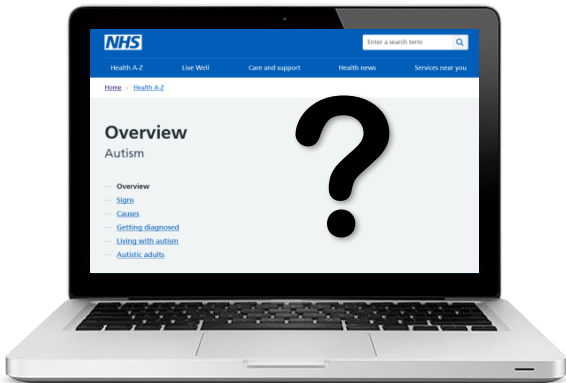 NHS
Enter a search term
Health A-Z Live Well Care and support Health news Services near you
Home › Health A-Z
Overview
Autism
— Overview
— Signs
— Causes
— Getting diagnosed
— Living with autism
— Autistic adults
?